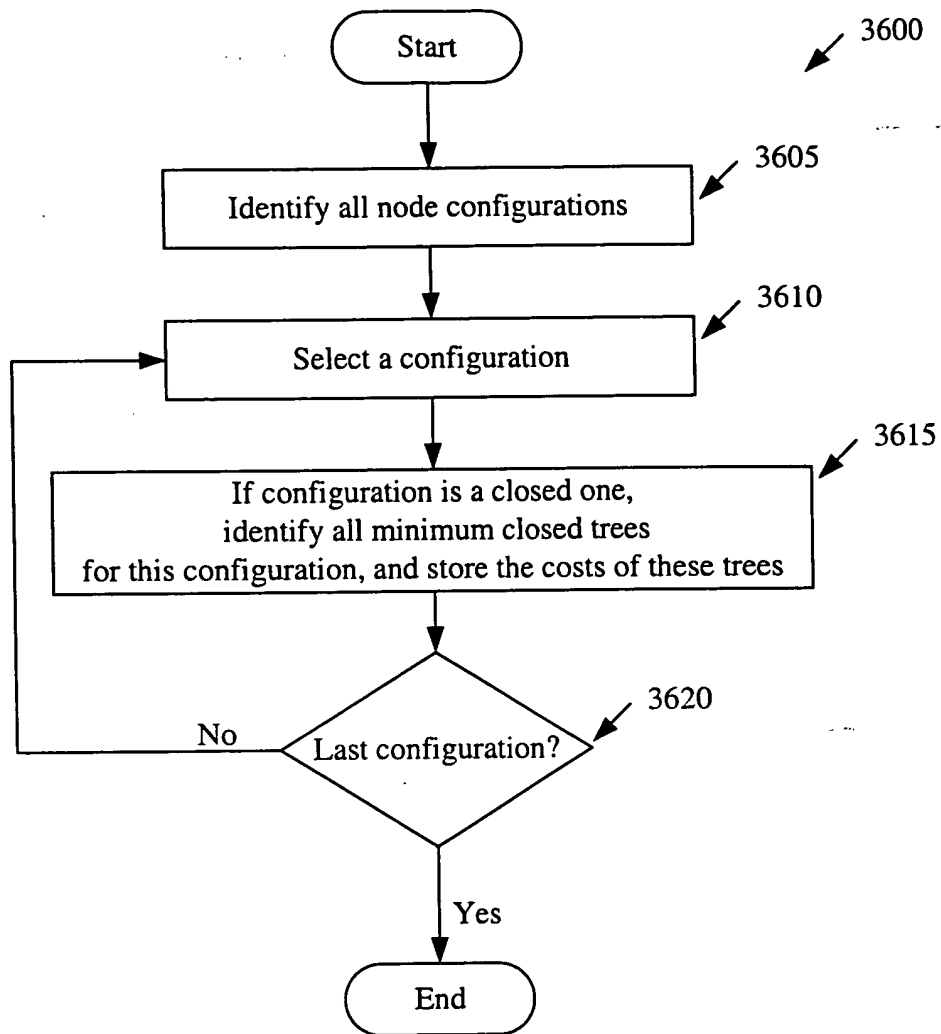 Start
3600
3605
Identify all node configurations
3610
Select a configuration
3615
If configuration is a closed one,
identify all minimum closed trees
for this configuration, and store the costs of these trees
3620
No
Last configuration?
Yes
End